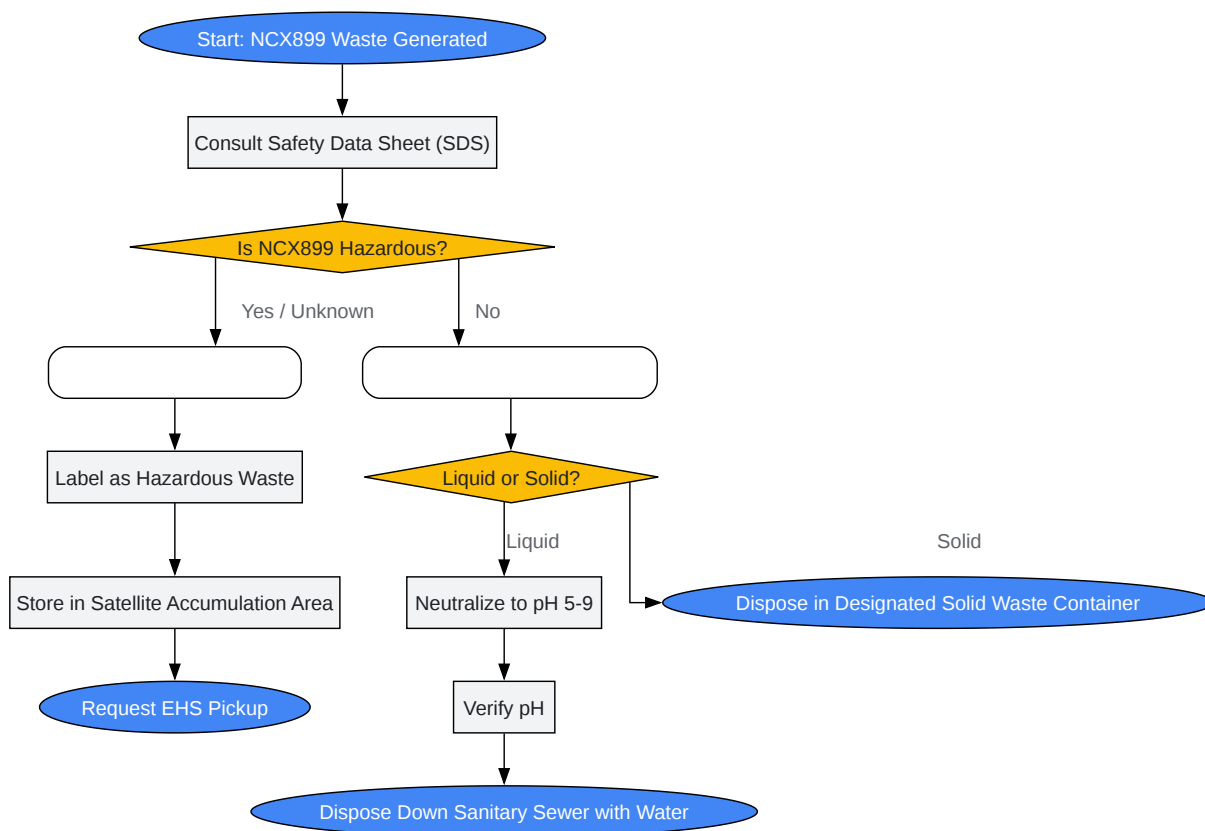 Start: NCX899 Waste Generated
Consult Safety Data Sheet (SDS)
Is NCX899 Hazardous?
Yes / Unknown
No
Label as Hazardous Waste
Liquid or Solid?
Liquid
Solid
Store in Satellite Accumulation Area
Neutralize to pH 5-9
Dispose in Designated Solid Waste Container
Request EHS Pickup
Verify pH
Dispose Down Sanitary Sewer with Water